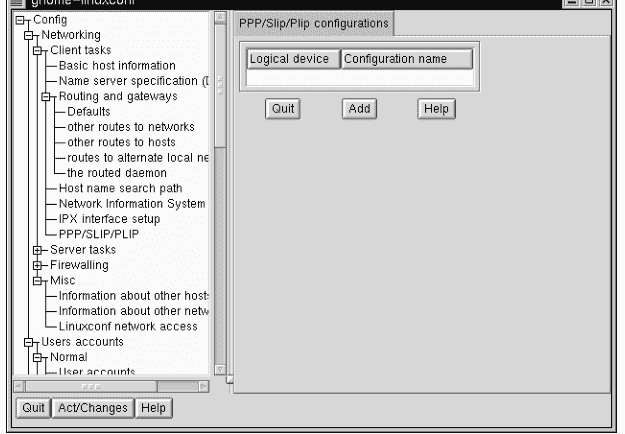 gnome-linuxconf
Config
Networking
Client tasks
Basic host information
Name server specification (D
Routing and gateways
Defaults
other routes to networks
other routes to hosts
routes to alternate local ne
the routed daemon
Host name search path
Network Information System
IPX interface setup
PPP/SLIP/PLIP
Server tasks
Firewalling
Misc
Information about other hosts
Information about other netw
Linuxconf network access
Users accounts
Normal
User accounts
PPP/Slip/Plip configurations
Logical device Configuration name
Quit Add Help
Quit Act/Changes Help